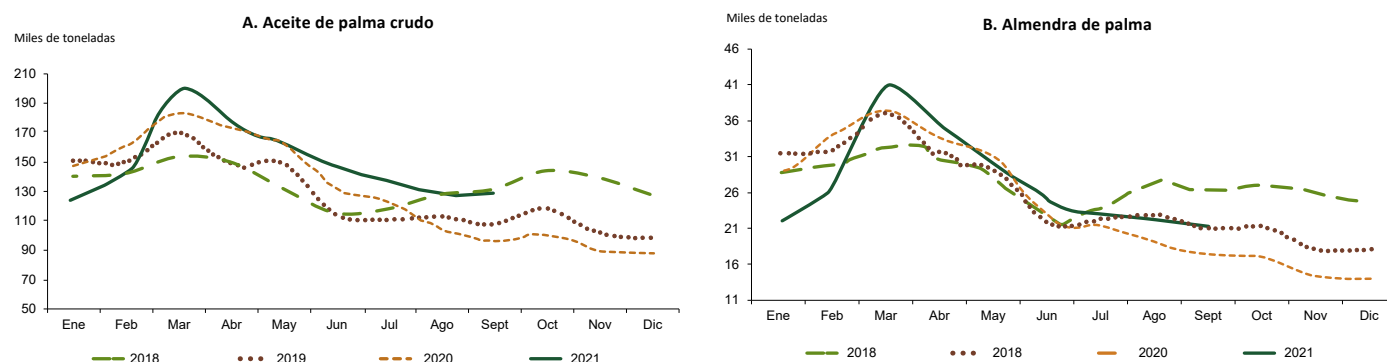 A. Aceite de palma crudo
Miles de toneladas
210
190
170
150
130
110
90
70
50
Ene Feb Mar Abr May Jun Jul Ago Sept Oct Nov Dic
2018 2019 2020 2021
Miles de toneladas
B. Almendra de palma
46
41
36
31
26
21
16
11
Ene Feb Mar Abr May Jun Jul Ago Sept Oct Nov Dic
2018 2018 2020 2021